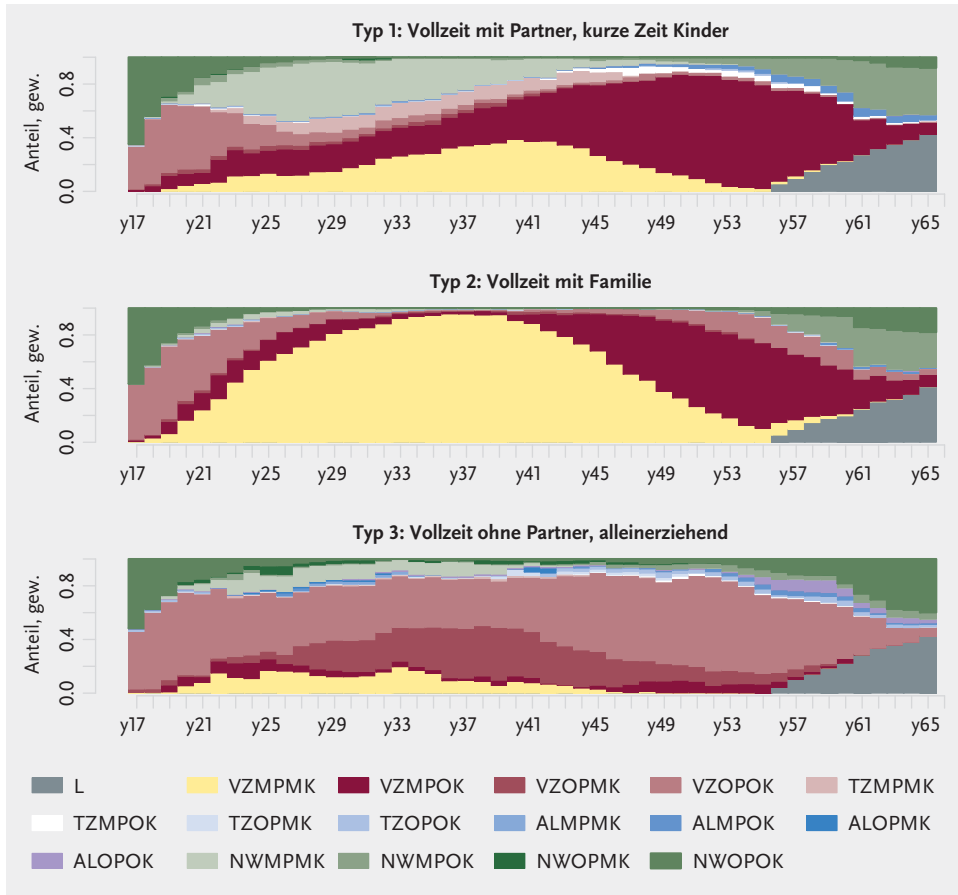 Typ 1: Vollzeit mit Partner, kurze Zeit Kinder
Anteil, gew.
0.0 0.4 0.8
y17 y21 y25 y29 y33 y37 y41 y45 y49 y53 y57 y61 y65
Typ 2: Vollzeit mit Familie
Anteil, gew.
0.0 0.4 0.8
y17 y21 y25 y29 y33 y37 y41 y45 y49 y53 y57 y61 y65
Typ 3: Vollzeit ohne Partner, alleinerziehend
Anteil, gew.
0.0 0.4 0.8
y17 y21 y25 y29 y33 y37 y41 y45 y49 y53 y57 y61 y65
L VZMPMK VZMPOK VZOPMK VZOPOK TZMPMK
TZMPOK TZOPMK TZOPOK ALMPMK ALMPOK ALOPMK
ALOPOK NWMPMK NWMPOK NWOPMK NWOPOK